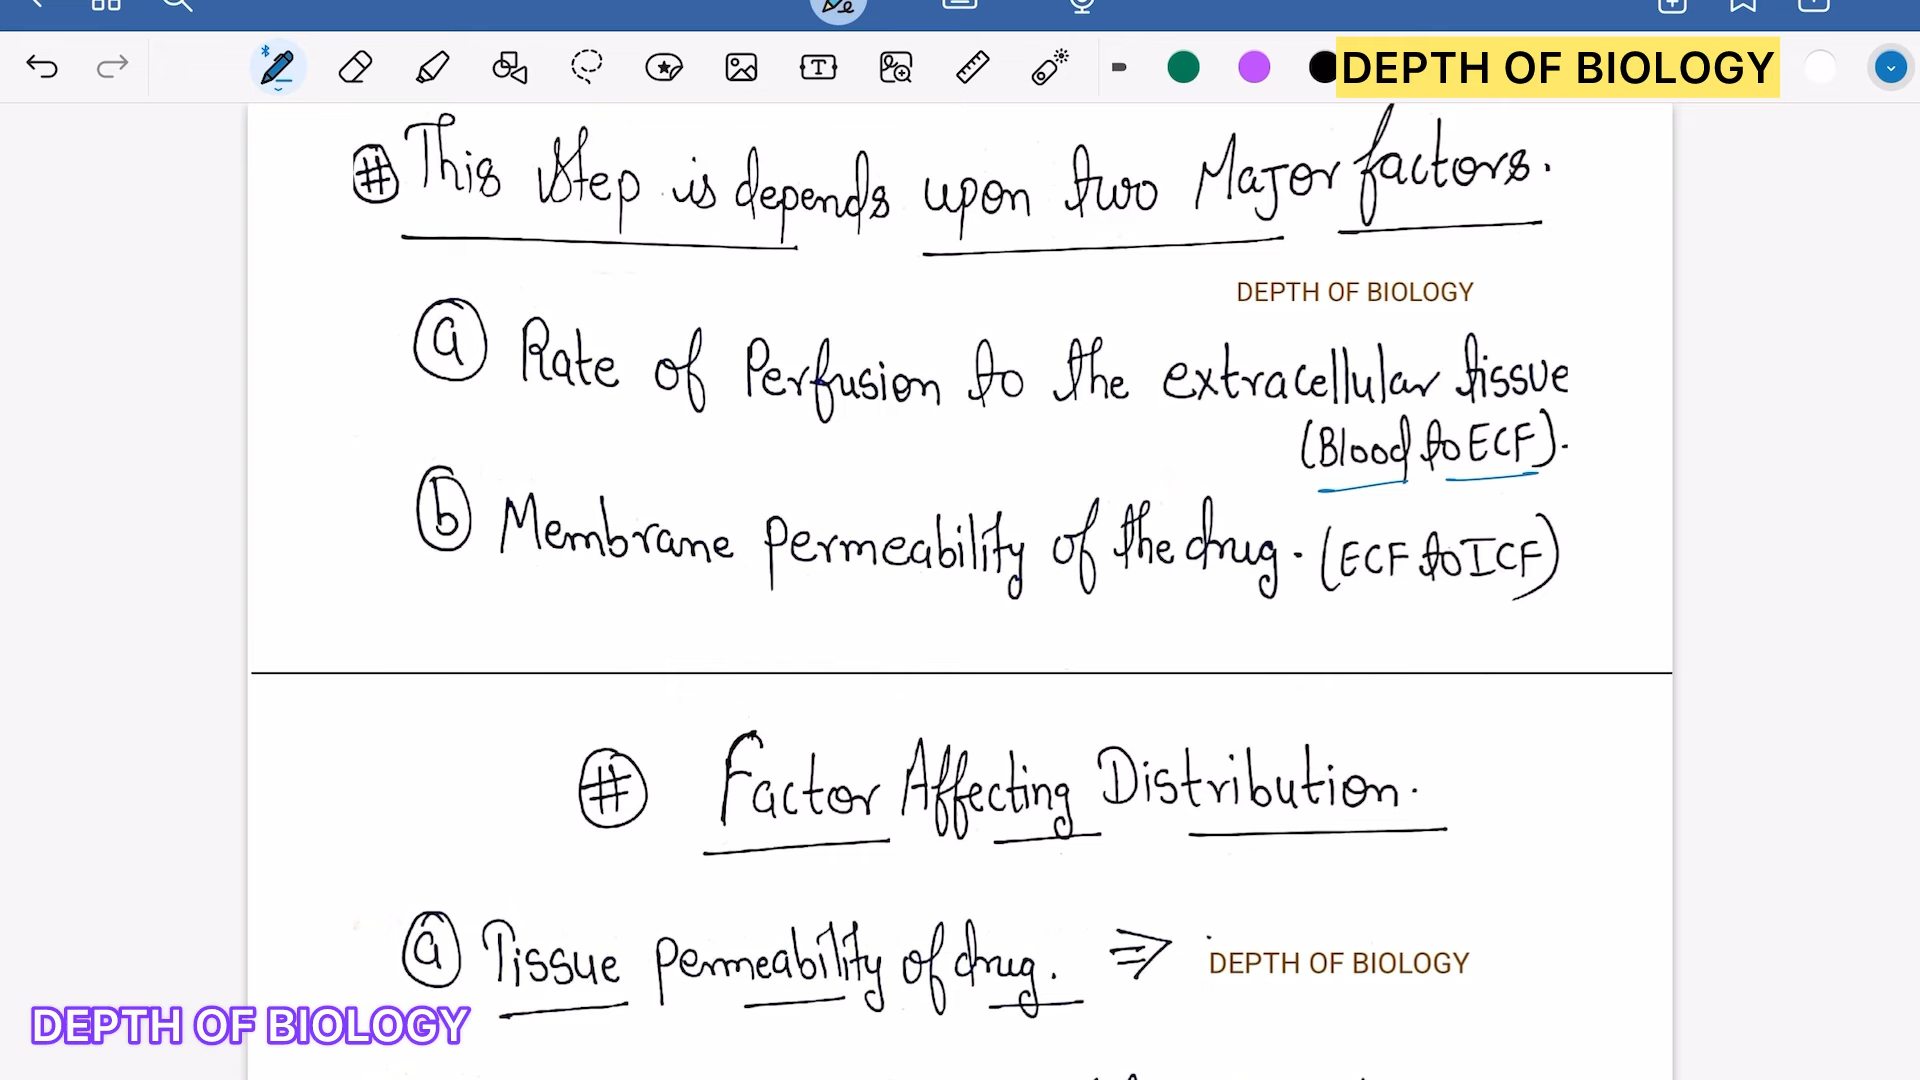 DEPTH OF BIOLOGY
# This step is depends upon two Major factors.
DEPTH OF BIOLOGY
a Rate of Perfusion to the extracellular tissue
(Blood to ECF).
b Membrane permeability of the drug. (ECF to ICF)
# Factor Affecting Distribution.
a Tissue permeability of drug. ⇒
DEPTH OF BIOLOGY
DEPTH OF BIOLOGY